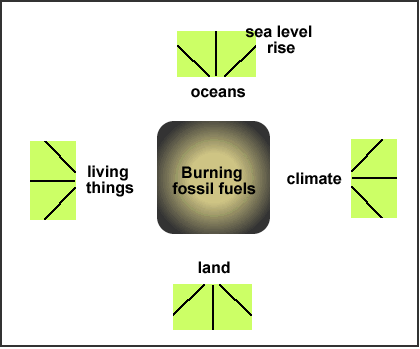 sea level
rise
oceans
living
things
Burning
fossil fuels
climate
land